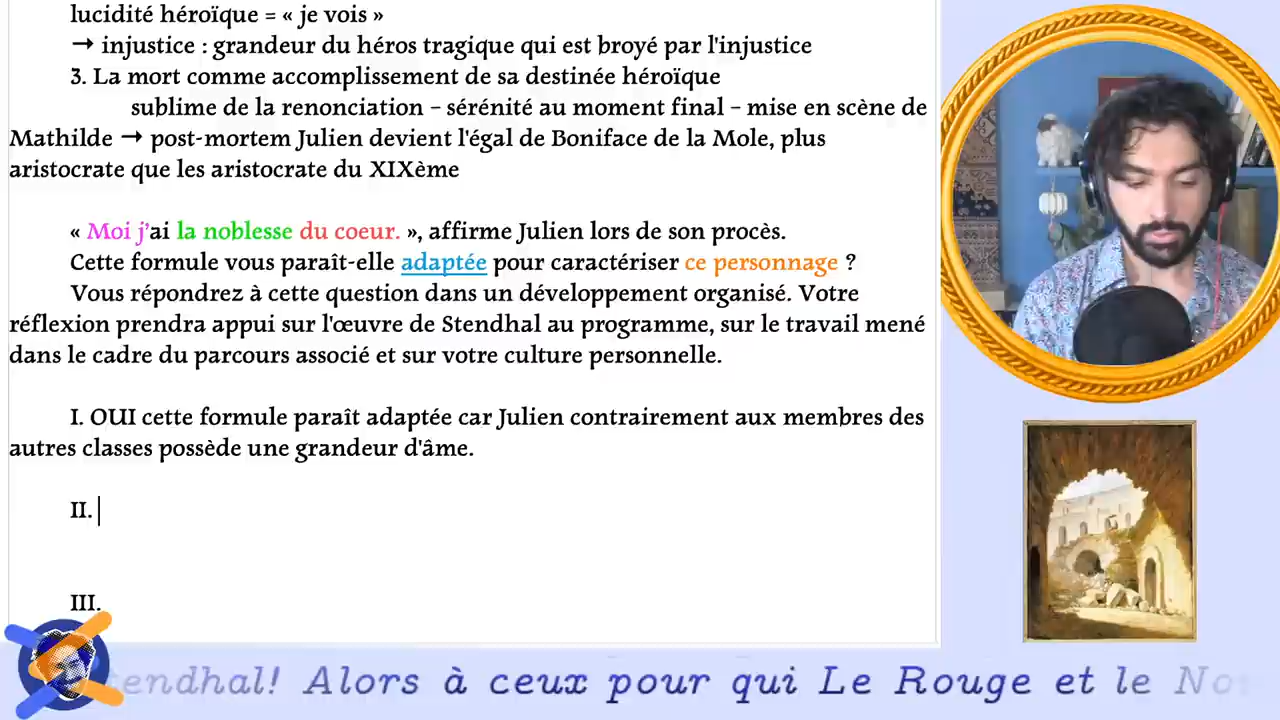 lucidité héroïque = « je vois »
→ injustice : grandeur du héros tragique qui est broyé par l'injustice
3. La mort comme accomplissement de sa destinée héroïque
sublime de la renonciation – sérénité au moment final – mise en scène de
Mathilde → post-mortem Julien devient l'égal de Boniface de la Mole, plus
aristocrate que les aristocrate du XIXème
« Moi j'ai la noblesse du coeur. », affirme Julien lors de son procès.
Cette formule vous paraît-elle adaptée pour caractériser ce personnage ?
Vous répondrez à cette question dans un développement organisé. Votre
réflexion prendra appui sur l'œuvre de Stendhal au programme, sur le travail mené
dans le cadre du parcours associé et sur votre culture personnelle.
I. OUI cette formule paraît adaptée car Julien contrairement aux membres des
autres classes possède une grandeur d'âme.
II.
III.
tendhal! Alors à ceux pour qui Le Rouge et le No